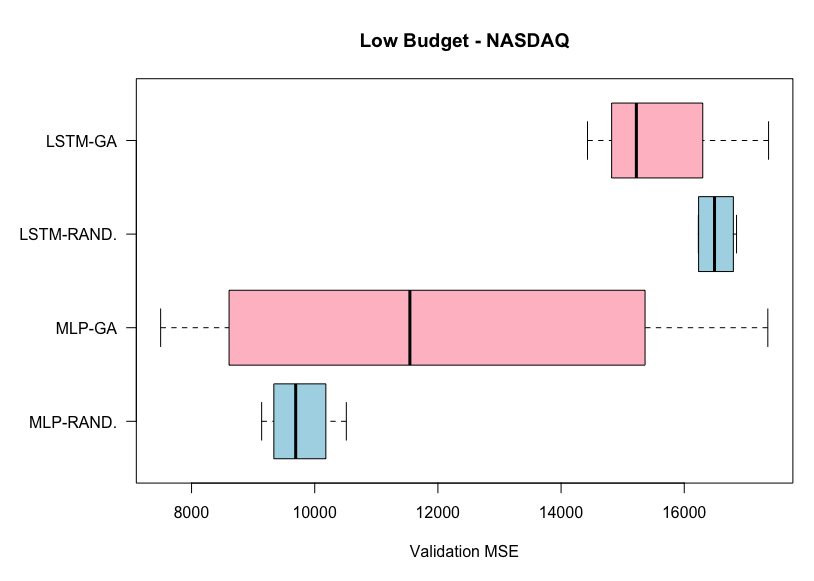 Low Budget - NASDAQ
LSTM-GA
LSTM-RAND.
MLP-GA
MLP-RAND.
8000 10000 12000 14000 16000
Validation MSE